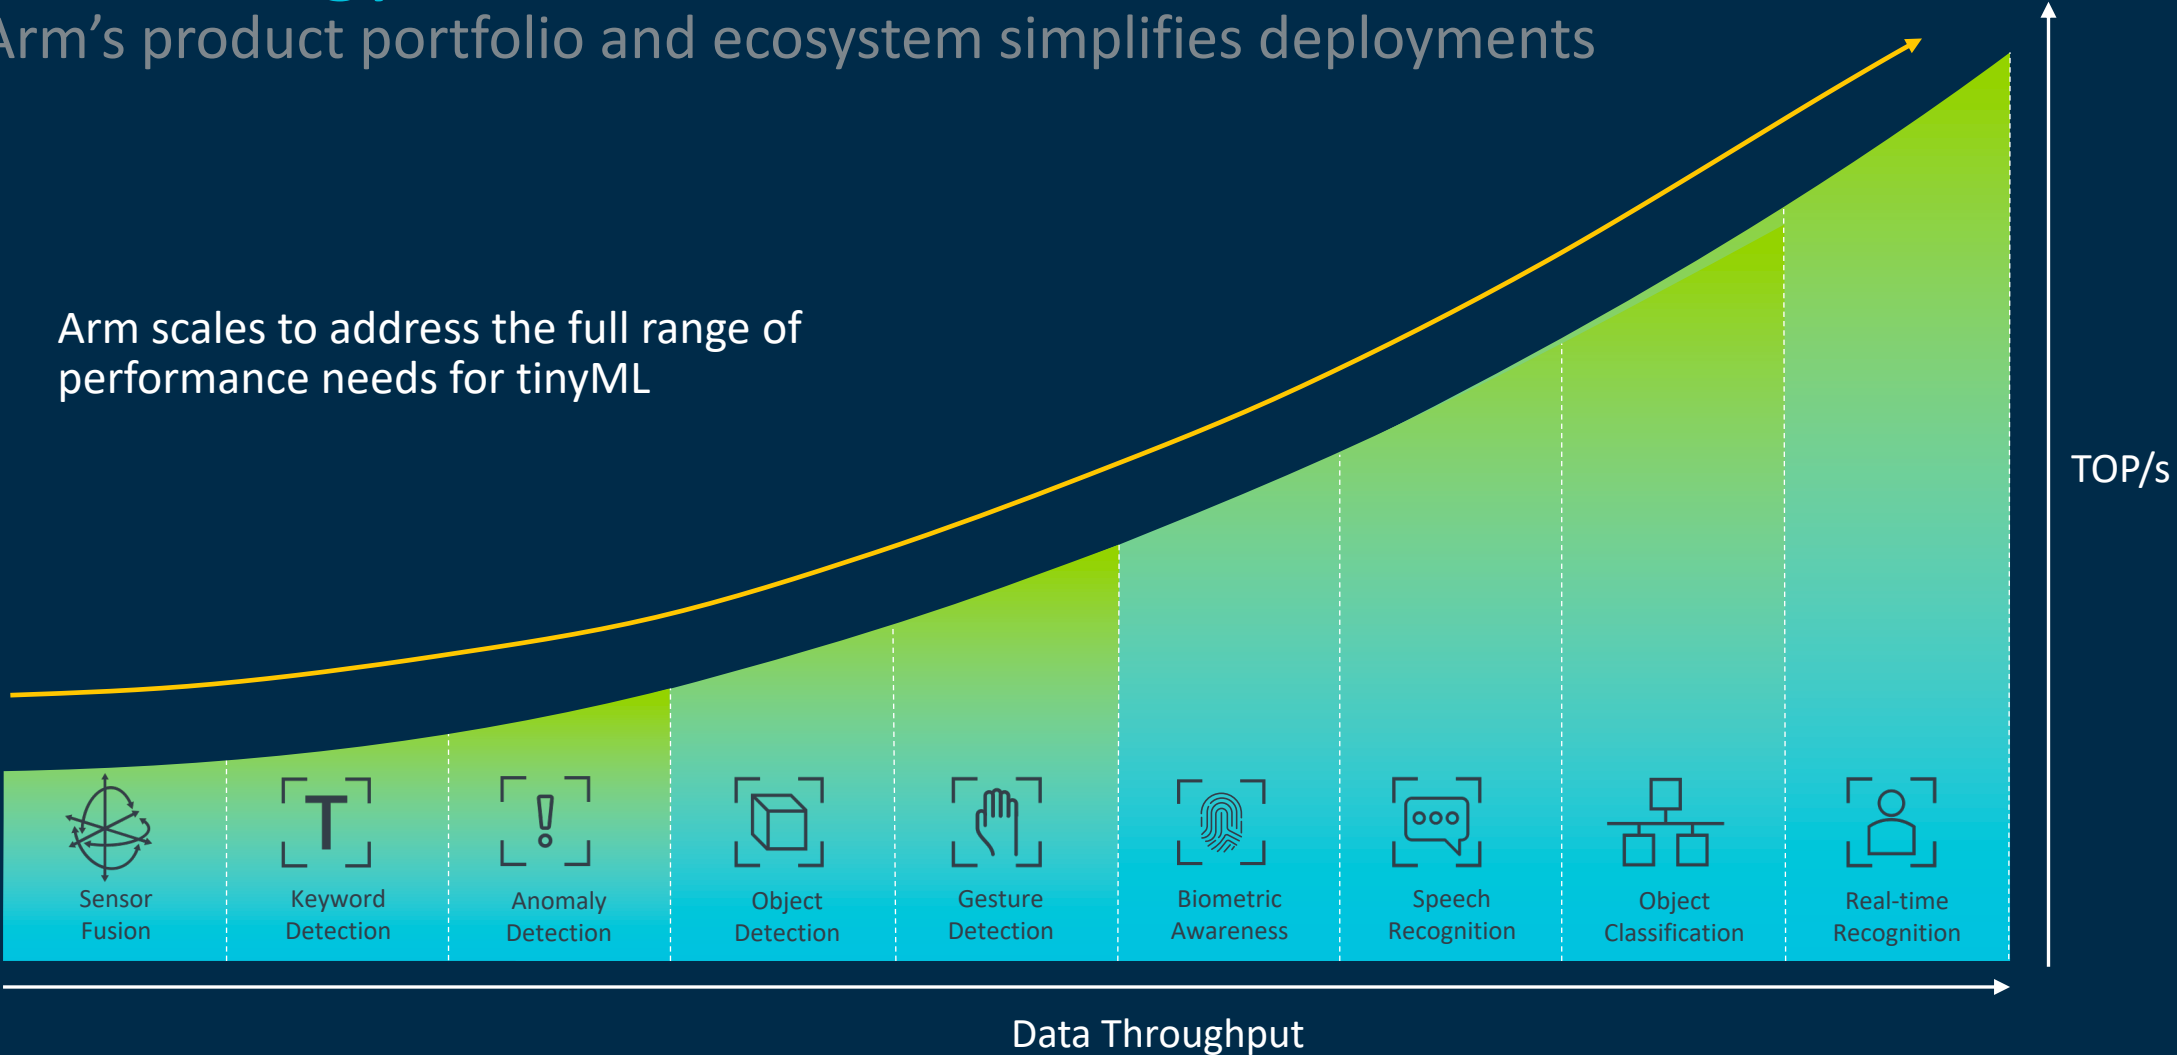 Arm's product portfolio and ecosystem simplifies deployments
Arm scales to address the full range of
performance needs for tinyML
TOP/s
Sensor
Fusion
T
Keyword
Detection
!
Anomaly
Detection
Object
Detection
Gesture
Detection
Biometric
Awareness
Speech
Recognition
Object
Classification
Real-time
Recognition
Data Throughput